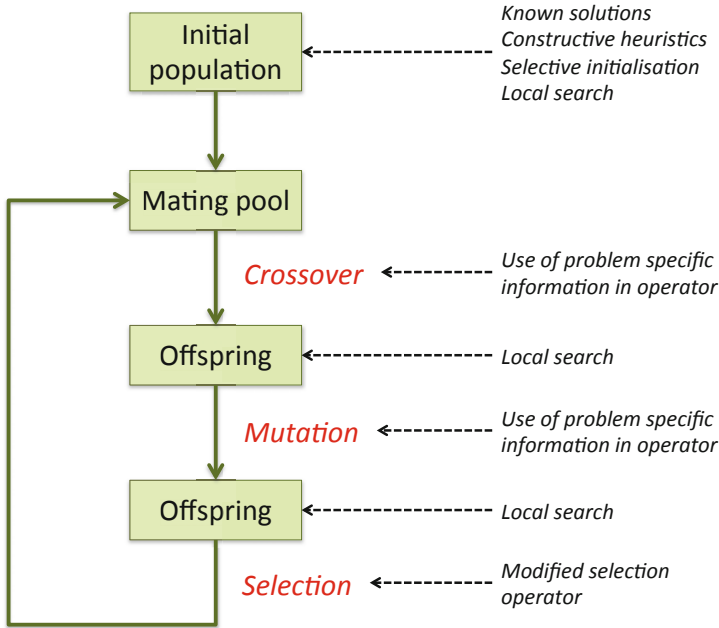 Initial
population
Known solutions
Constructive heuristics
Selective initialisation
Local search
Mating pool
Crossover
Use of problem specific
information in operator
Offspring
Local search
Mutation
Use of problem specific
information in operator
Offspring
Local search
Selection
Modified selection
operator